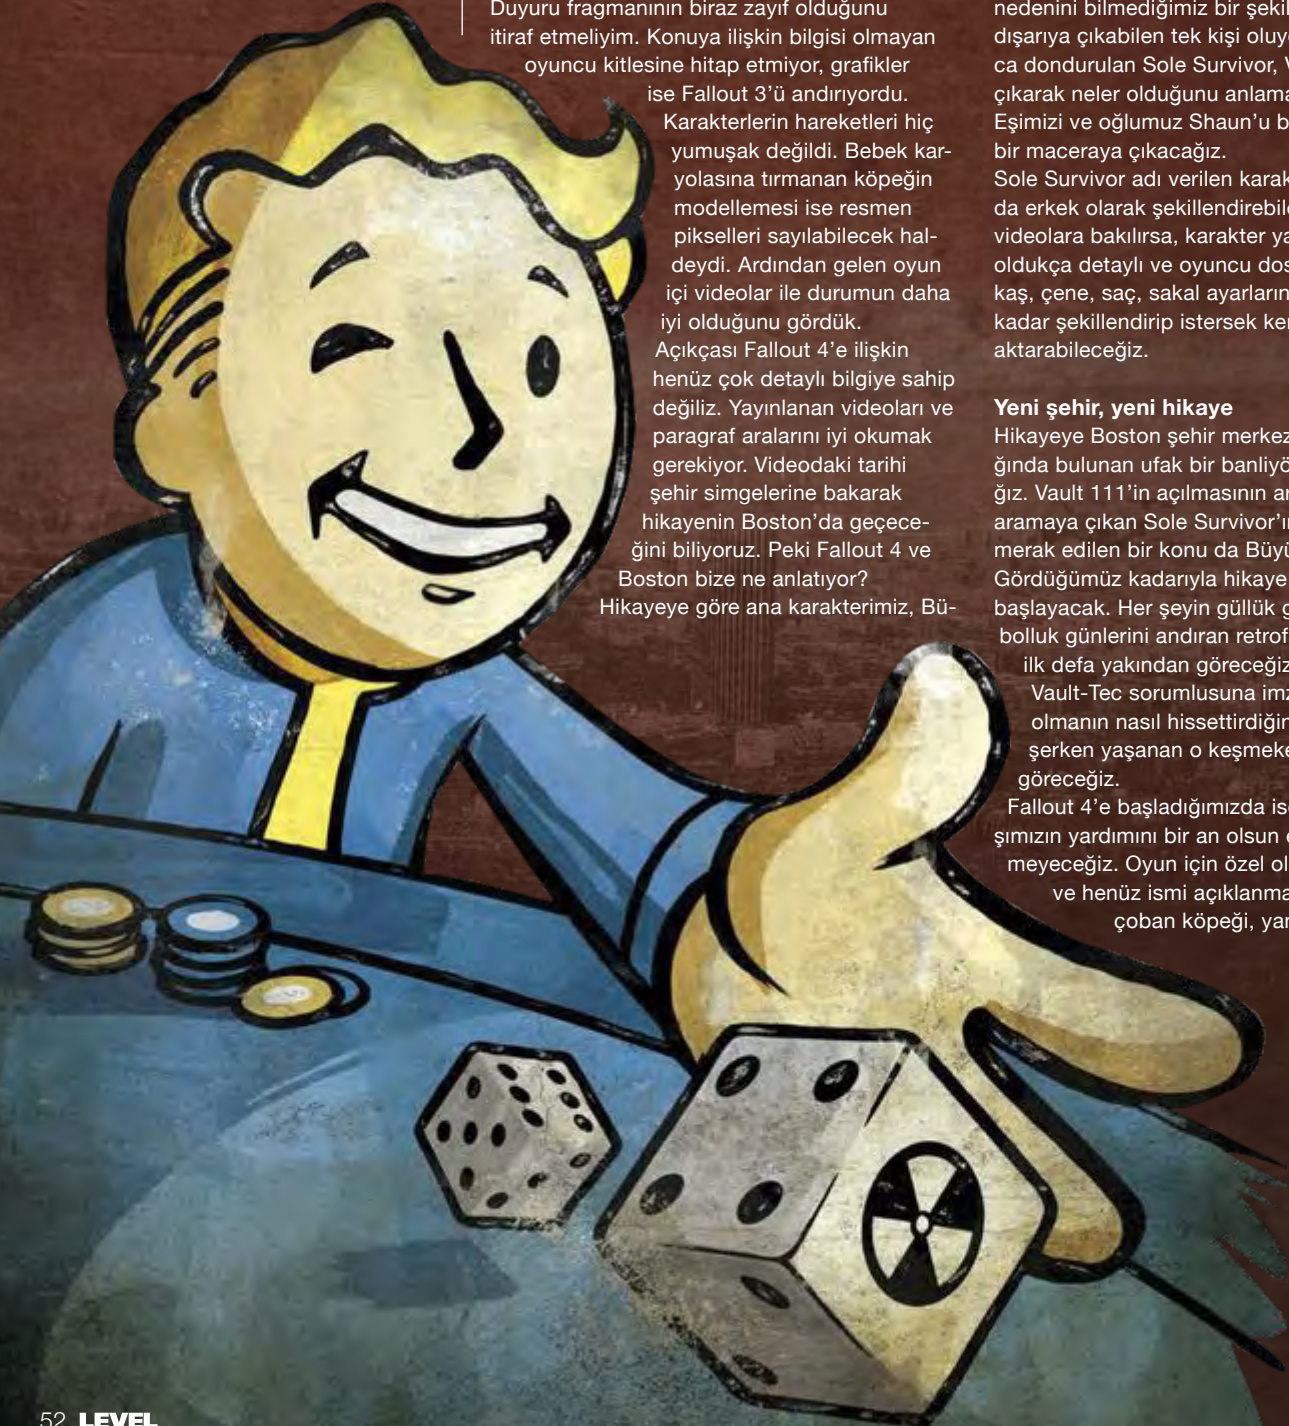 Duyuru fragmanının biraz zayıf olduğunu
itiraf etmeliyim. Konuya ilişkin bilgisi olmayan
oyuncu kitlesine hitap etmiyor, grafikler
ise Fallout 3’ü andırıyordu.
Karakterlerin hareketleri hiç
yumuşak değildi. Bebek kar-
yolasına tırmanan köpeğin
modellemesi ise resmen
pikselleri sayılabilecek hal-
deydi. Ardından gelen oyun
içi videolar ile durumun daha
iyi olduğunu gördük.
Açıkçası Fallout 4’e ilişkin
henüz çok detaylı bilgiye sahip
değiliz. Yayınlanan videoları ve
paragraf aralarını iyi okumak
gerekiyor. Videodaki tarihi
şehir simgelerine bakarak
hikayenin Boston’da geçece-
ğini biliyoruz. Peki Fallout 4 ve
Boston bize ne anlatıyor?
Hikayeye göre ana karakterimiz, Bü-
nedenini bilmediğimiz bir şekil
dışarıya çıkabilen tek kişi oluy
ca dondurulan Sole Survivor, V
çıkarak neler olduğunu anlama
Eşimizi ve oğlumuz Shaun’u b
bir maceraya çıkacağız.
Sole Survivor adı verilen karak
da erkek olarak şekillendirebile
videolara bakılırsa, karakter ya
oldukça detaylı ve oyuncu dos
kaş, çene, saç, sakal ayarların
kadar şekillendirip istersek ker
aktarabileceğiz.
Yeni şehir, yeni hikaye
Hikayeye Boston şehir merkez
ğında bulunan ufak bir banliyö
ğız. Vault 111’in açılmasının ar
aramaya çıkan Sole Survivor’ın
merak edilen bir konu da Büyü
Gördüğümüz kadarıyla hikaye
başlayacak. Her şeyin güllük g
bolluk günlerini andıran retrof
ilk defa yakından göreceğiz
Vault-Tec sorumlusuna imz
olmanın nasıl hissettirdiğin
şerken yaşanan o keşmeke
göreceğiz.
Fallout 4’e başladığımızda ise
şımızın yardımını bir an olsun e
meyeceğiz. Oyun için özel ol
ve henüz ismi açıklanma
çoban köpeği, yar
52 LEVEL